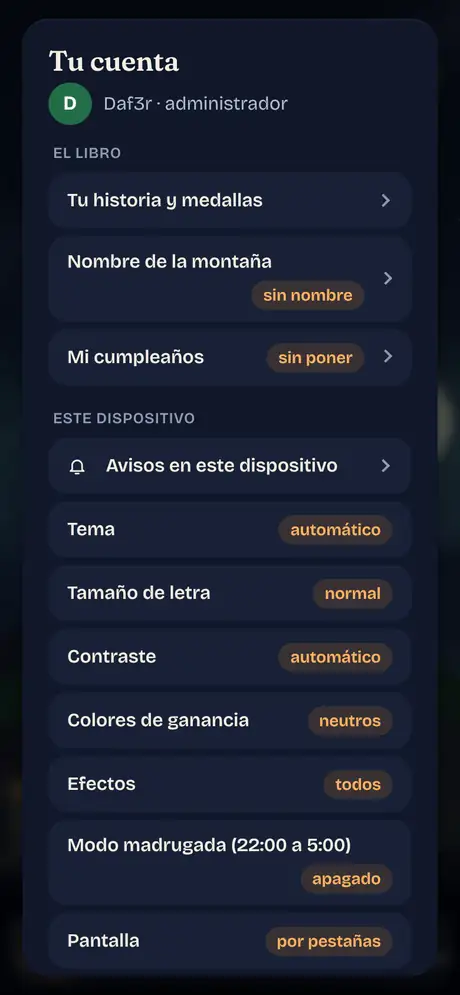 Tu cuenta
D
Daf3r · administrador
EL LIBRO
Tu historia y medallas
Nombre de la montaña
sin nombre
Mi cumpleaños
sin poner
ESTE DISPOSITIVO
Avisos en este dispositivo
Tema
automático
Tamaño de letra
normal
Contraste
automático
Colores de ganancia
neutros
Efectos
todos
Modo madrugada (22:00 a 5:00)
apagado
Pantalla
por pestañas